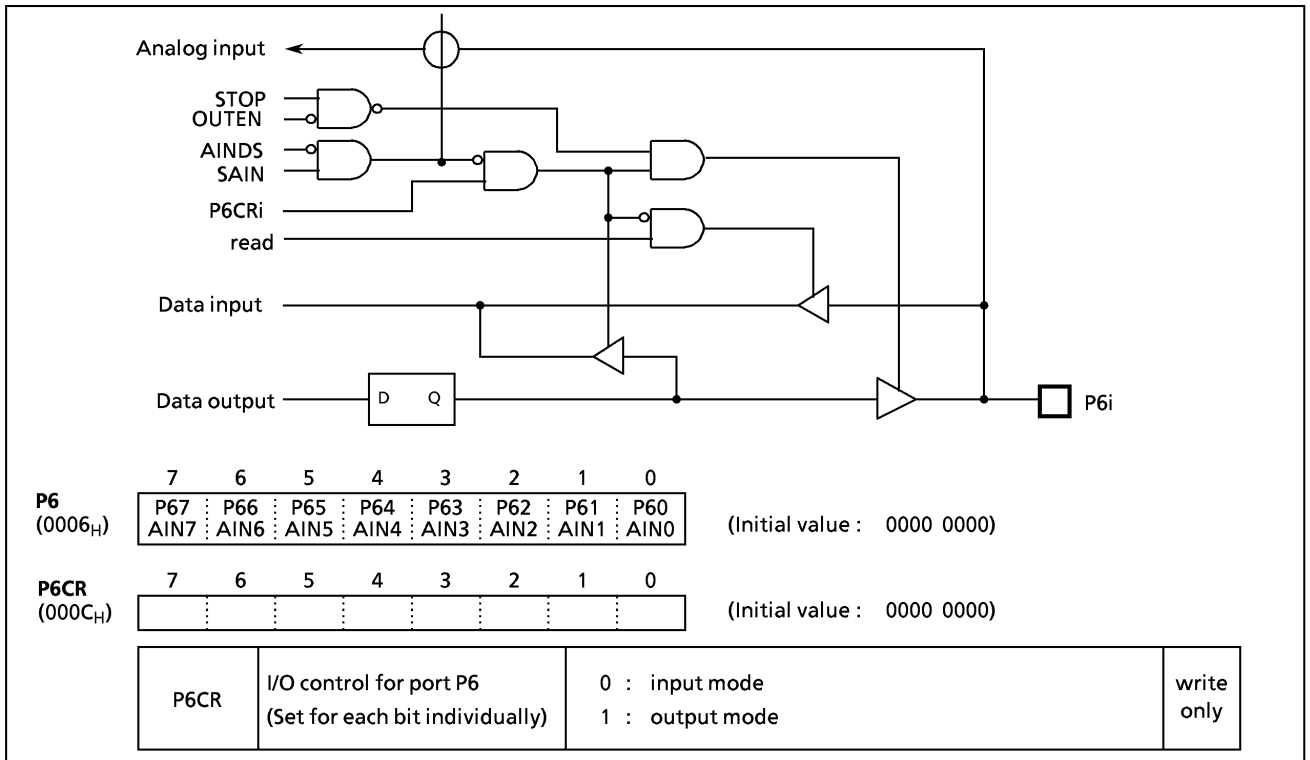 Analog input
STOP
OUTEN
AINDS
SAIN
P6CRi
read
Data input
Data output
D Q
P6i
7 6 5 4 3 2 1 0
P6
(0006H)
P67 P66 P65 P64 P63 P62 P61 P60
AIN7 AIN6 AIN5 AIN4 AIN3 AIN2 AIN1 AIN0
(Initial value : 0000 0000)
7 6 5 4 3 2 1 0
P6CR
(000CH)
(Initial value : 0000 0000)
P6CR
I/O control for port P6
(Set for each bit individually)
0 : input mode
1 : output mode
write
only